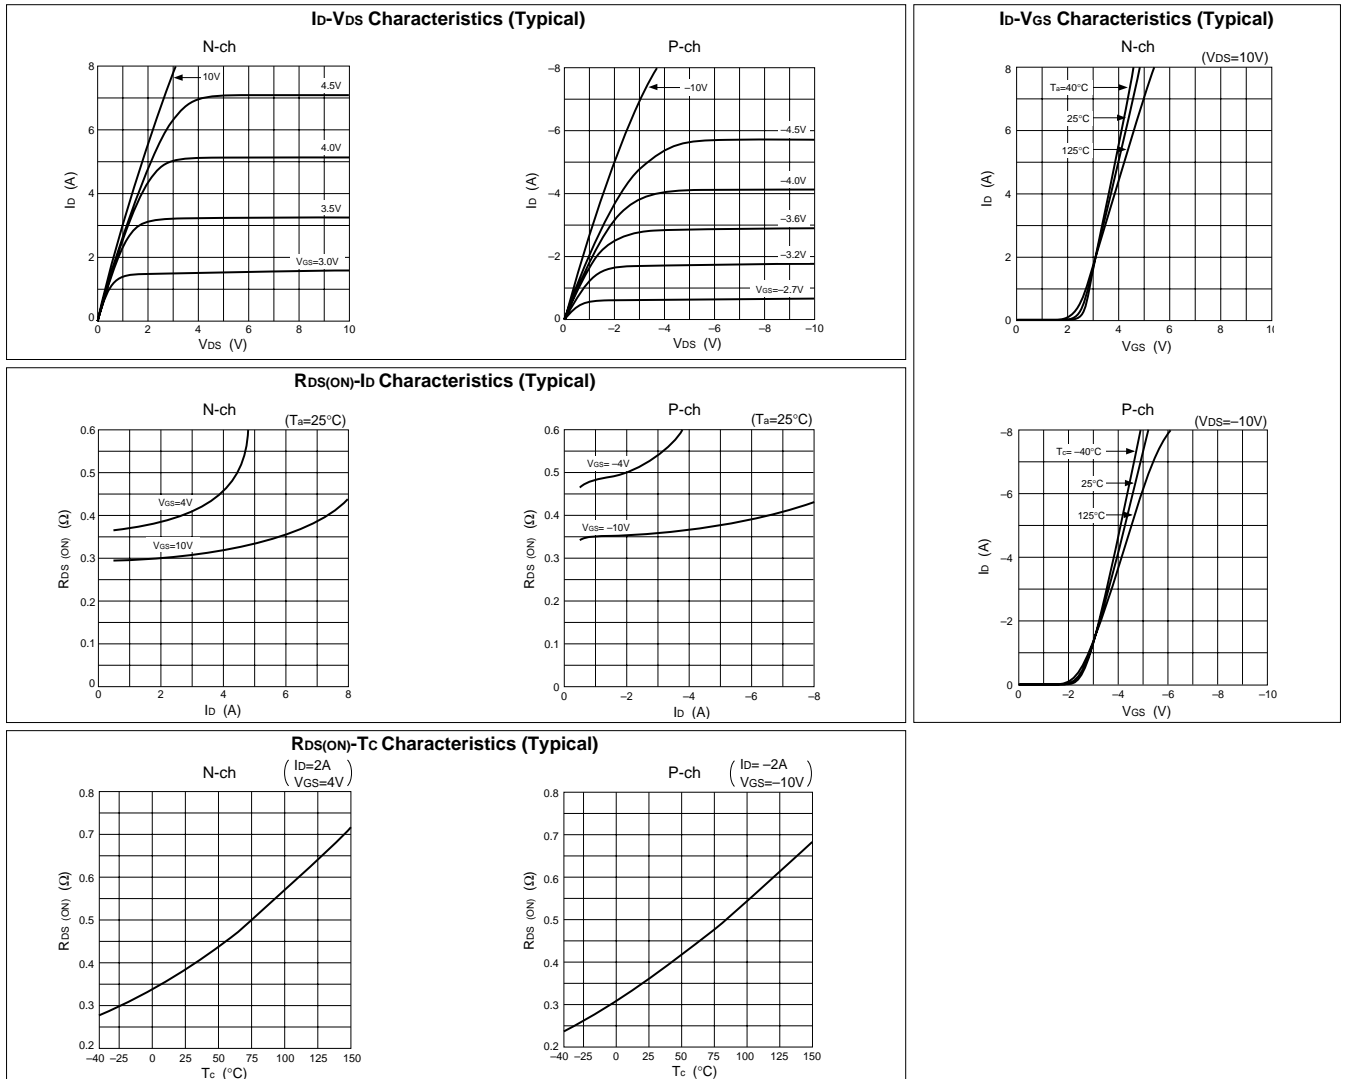 ID-VDS Characteristics (Typical)
N-ch
10V
4.5V
4.0V
3.5V
VGS=3.0V
8
6
4
2
0
ID (A)
0 2 4 6 8 10
VDS (V)
P-ch
–10V
–4.5V
–4.0V
–3.6V
–3.2V
VGS=–2.7V
–8
–6
–4
–2
0
ID (A)
0 –2 –4 –6 –8 –10
VDS (V)
ID-VGS Characteristics (Typical)
N-ch
(VDS=10V)
Ta=40°C
25°C
125°C
8
6
4
2
0
ID (A)
0 2 4 6 8 10
VGS (V)
P-ch
(VDS=–10V)
Tc= –40°C
25°C
125°C
–8
–6
–4
–2
0
ID (A)
0 –2 –4 –6 –8 –10
VGS (V)
RDS(ON)-ID Characteristics (Typical)
N-ch
(Ta=25°C)
VGS=4V
VGS=10V
0.6
0.5
0.4
0.3
0.2
0.1
0
RDS (ON) (Ω)
0 2 4 6 8
ID (A)
P-ch
(Ta=25°C)
VGS= –4V
VGS= –10V
0.6
0.5
0.4
0.3
0.2
0.1
0
RDS (ON) (Ω)
0 –2 –4 –6 –8
ID (A)
RDS(ON)-TC Characteristics (Typical)
N-ch
(ID=2A
VGS=4V)
0.8
0.7
0.6
0.5
0.4
0.3
0.2
RDS (ON) (Ω)
–40 –25 0 25 50 75 100 125 150
Tc (°C)
P-ch
(ID= –2A
VGS=–10V)
0.8
0.7
0.6
0.5
0.4
0.3
0.2
RDS (ON) (Ω)
–40 –25 0 25 50 75 100 125 150
Tc (°C)